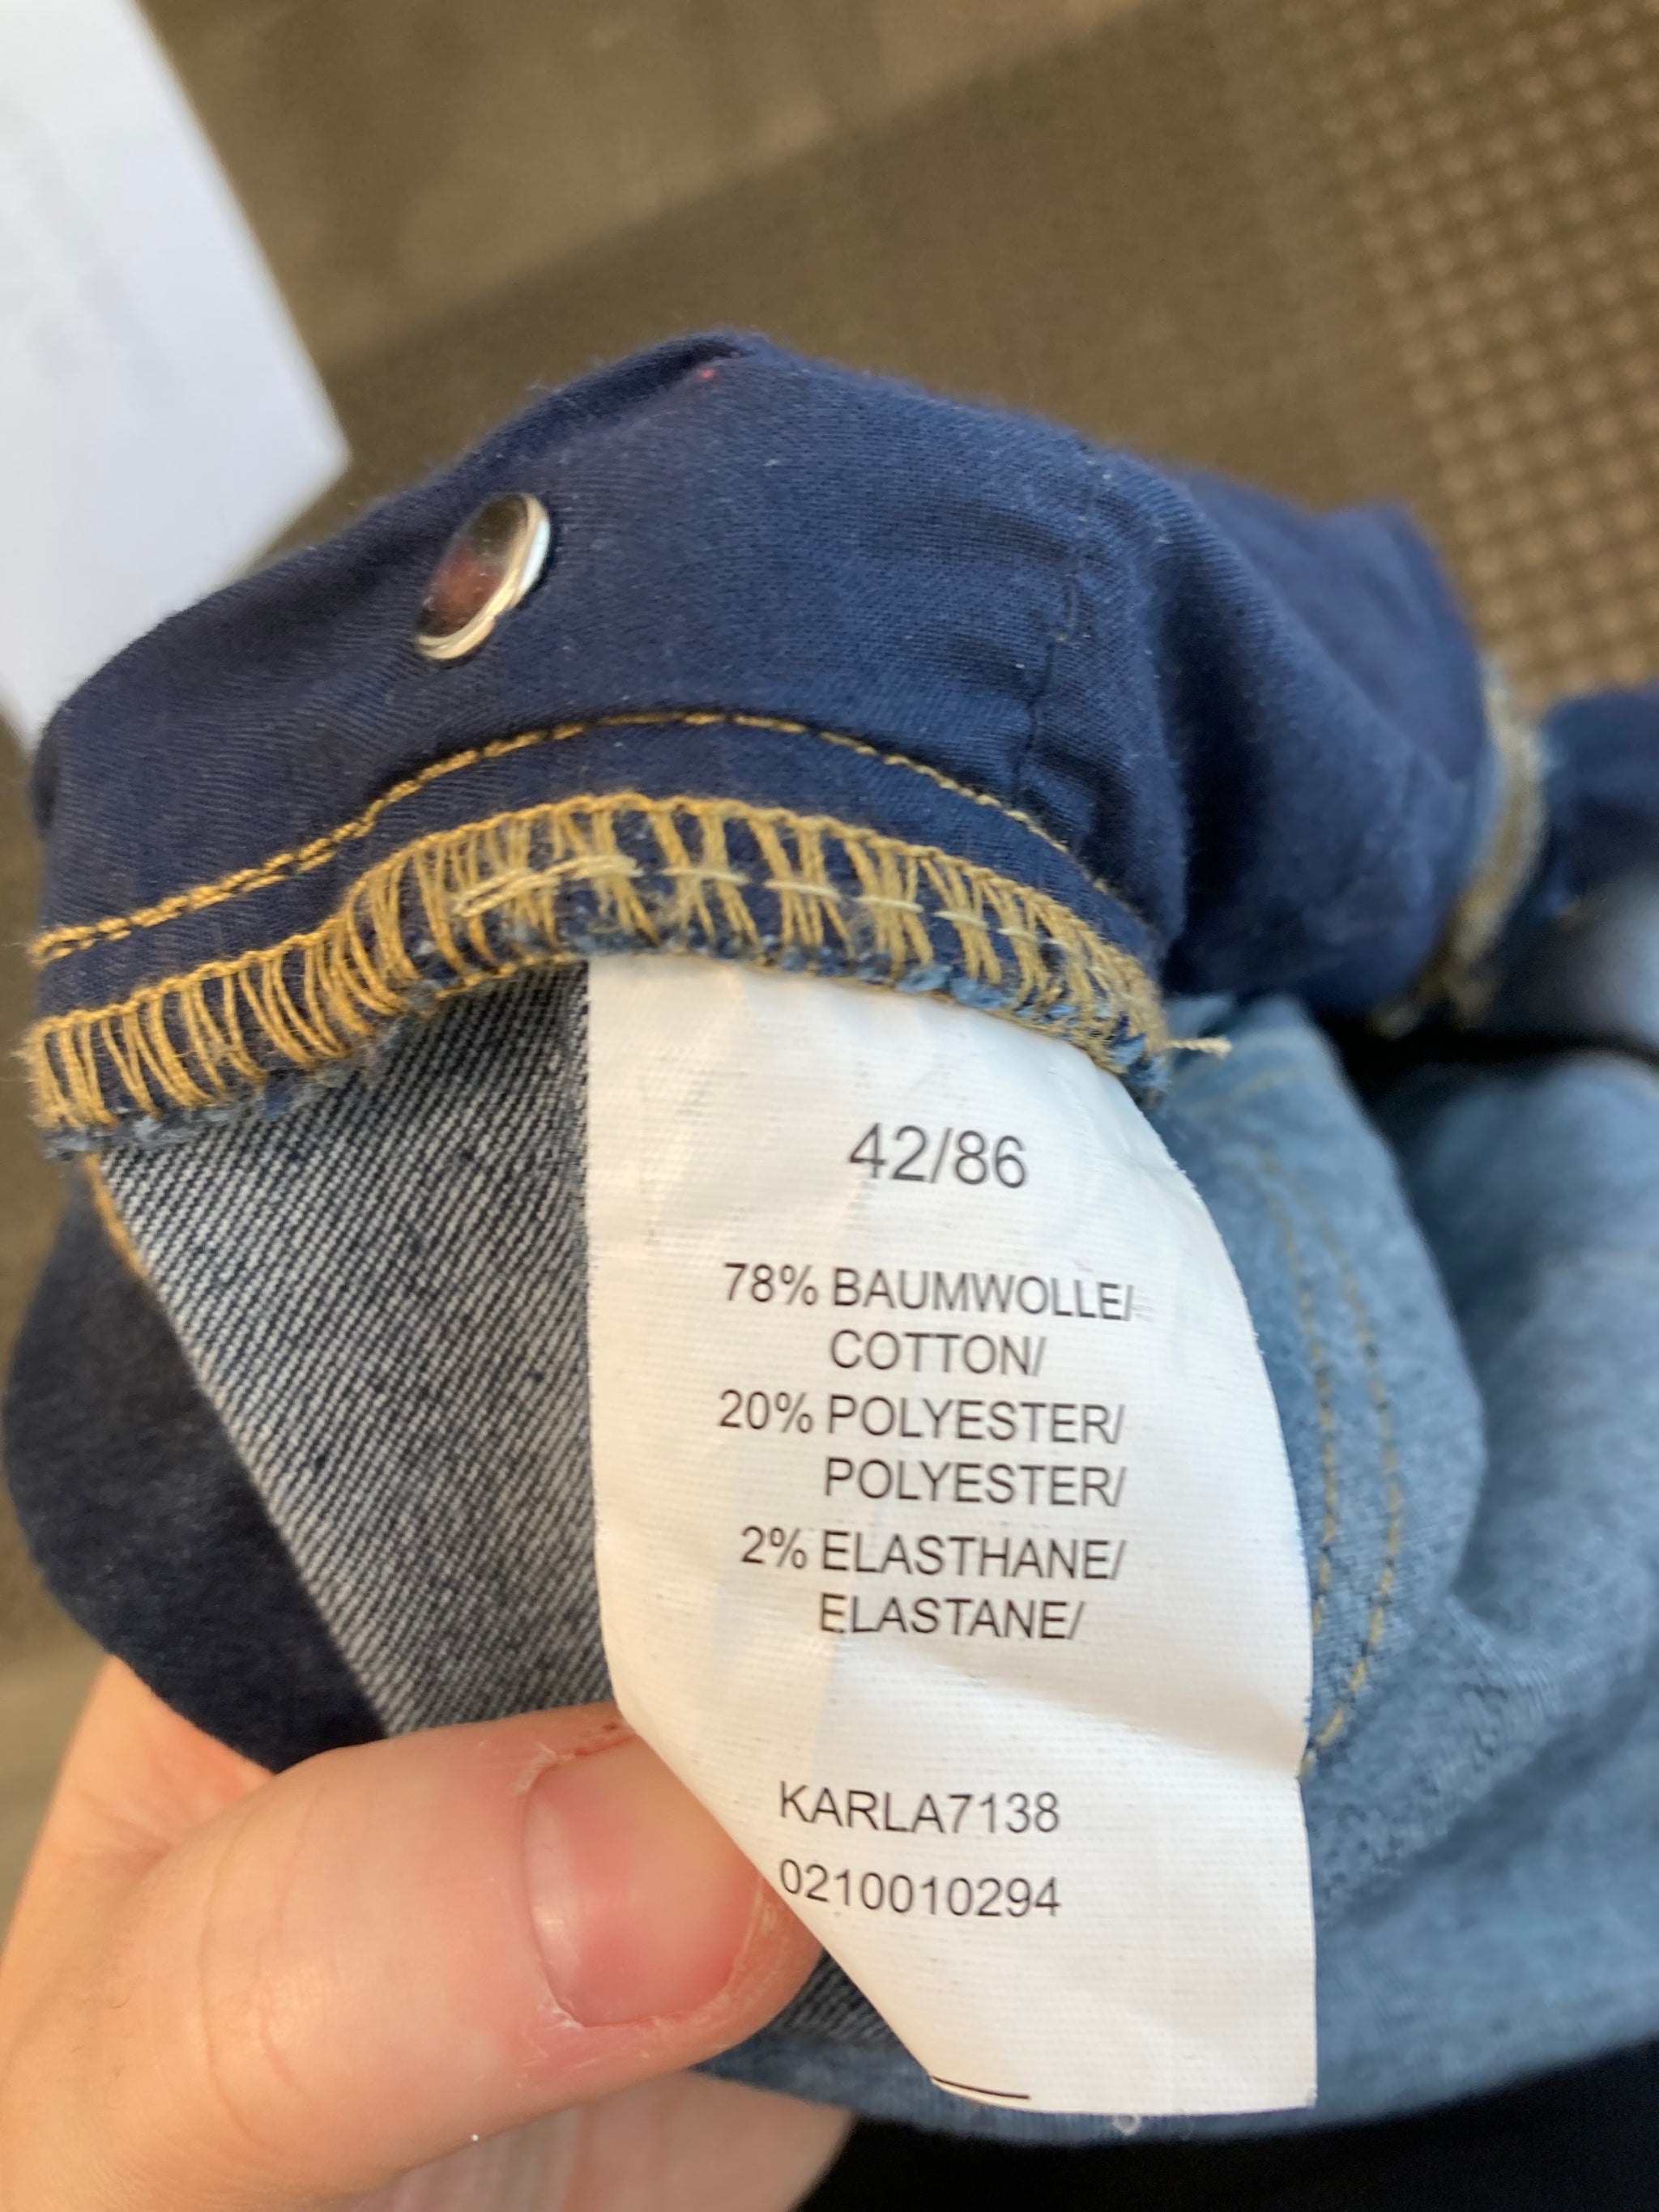 42/86
78% BAUMWOLLE/
COTTON/
20% POLYESTER/
POLYESTER/
2% ELASTHANE/
ELASTANE/
KARLA7138
0210010294